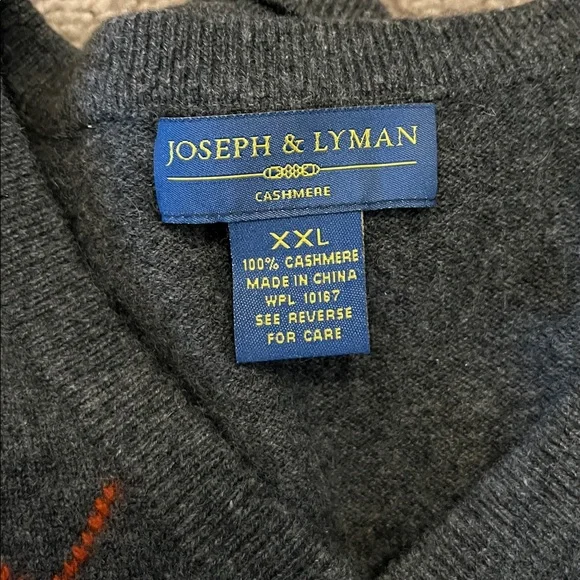 JOSEPH & LYMAN
CASHMERE
XXL
100% CASHMERE
MADE IN CHINA
WPL 10167
SEE REVERSE
FOR CARE